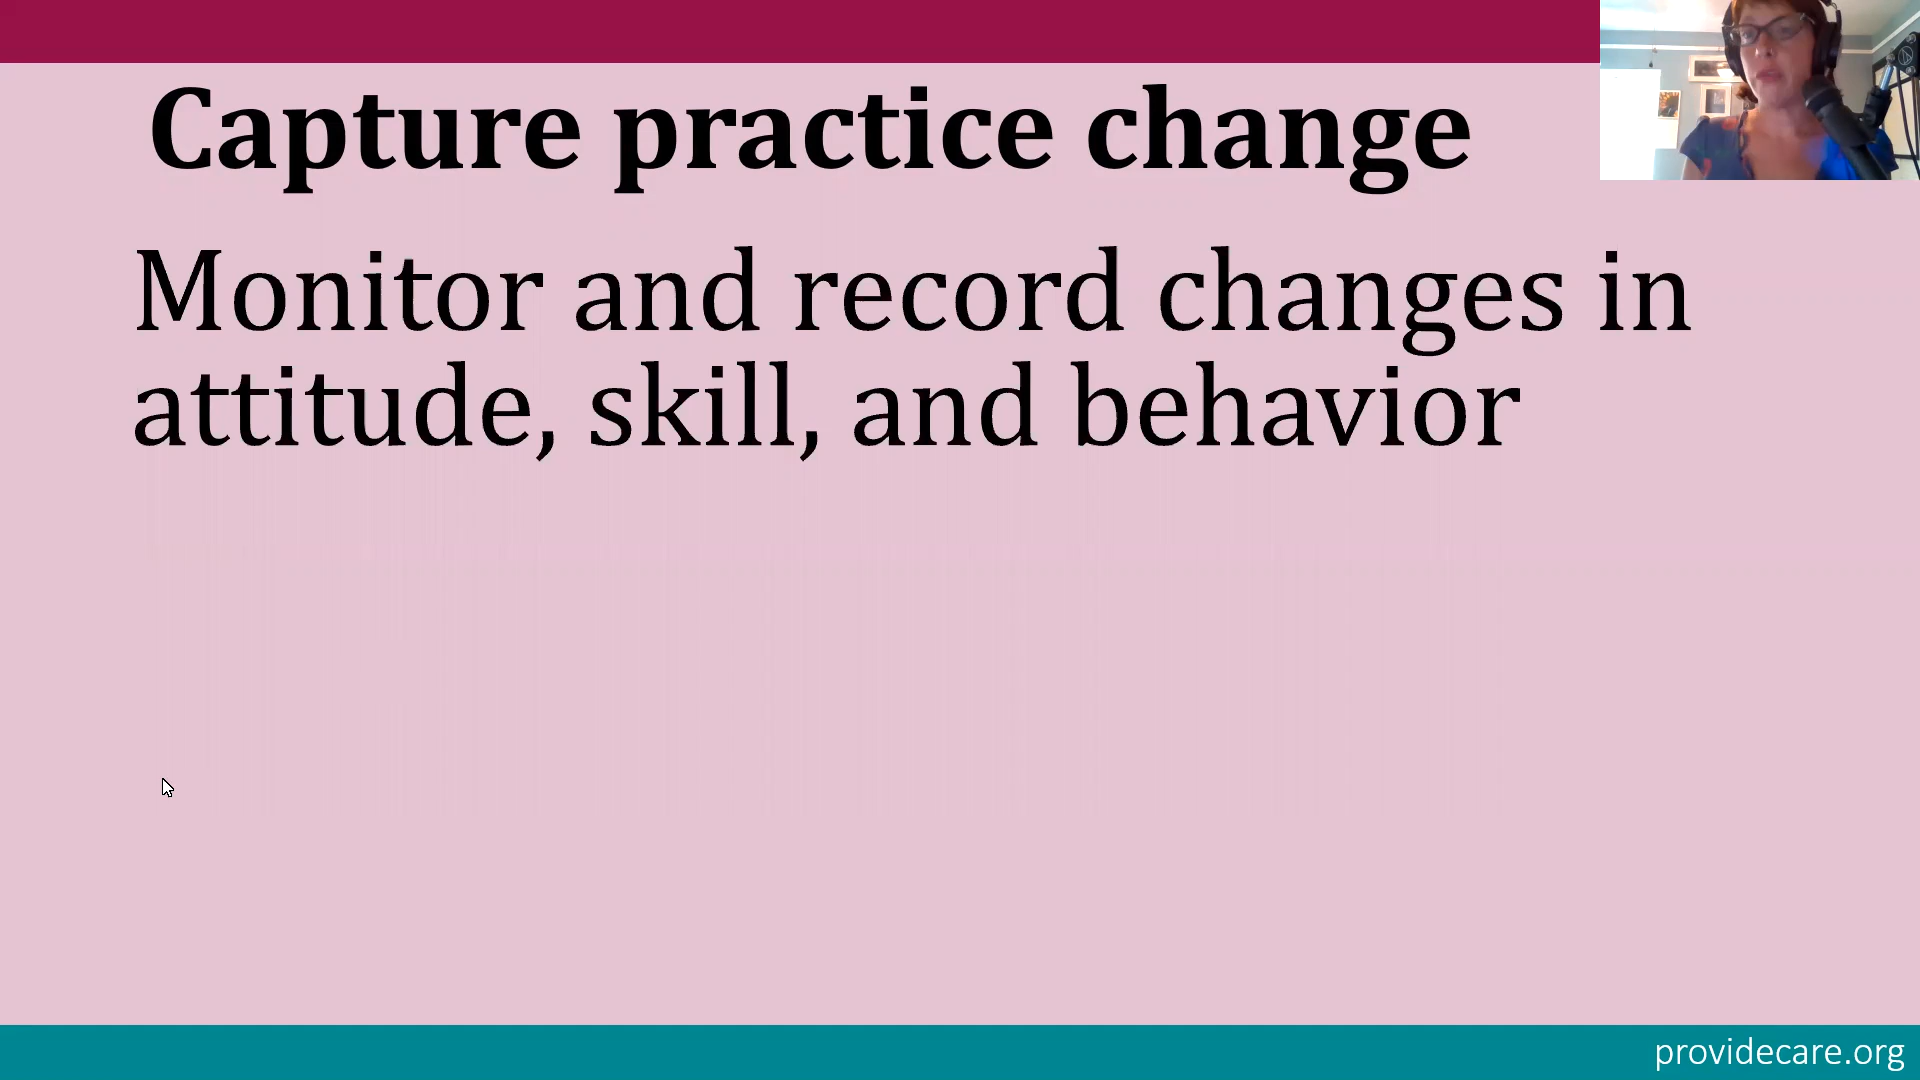 Capture practice change
Monitor and record changes in
attitude, skill, and behavior
providecare.org